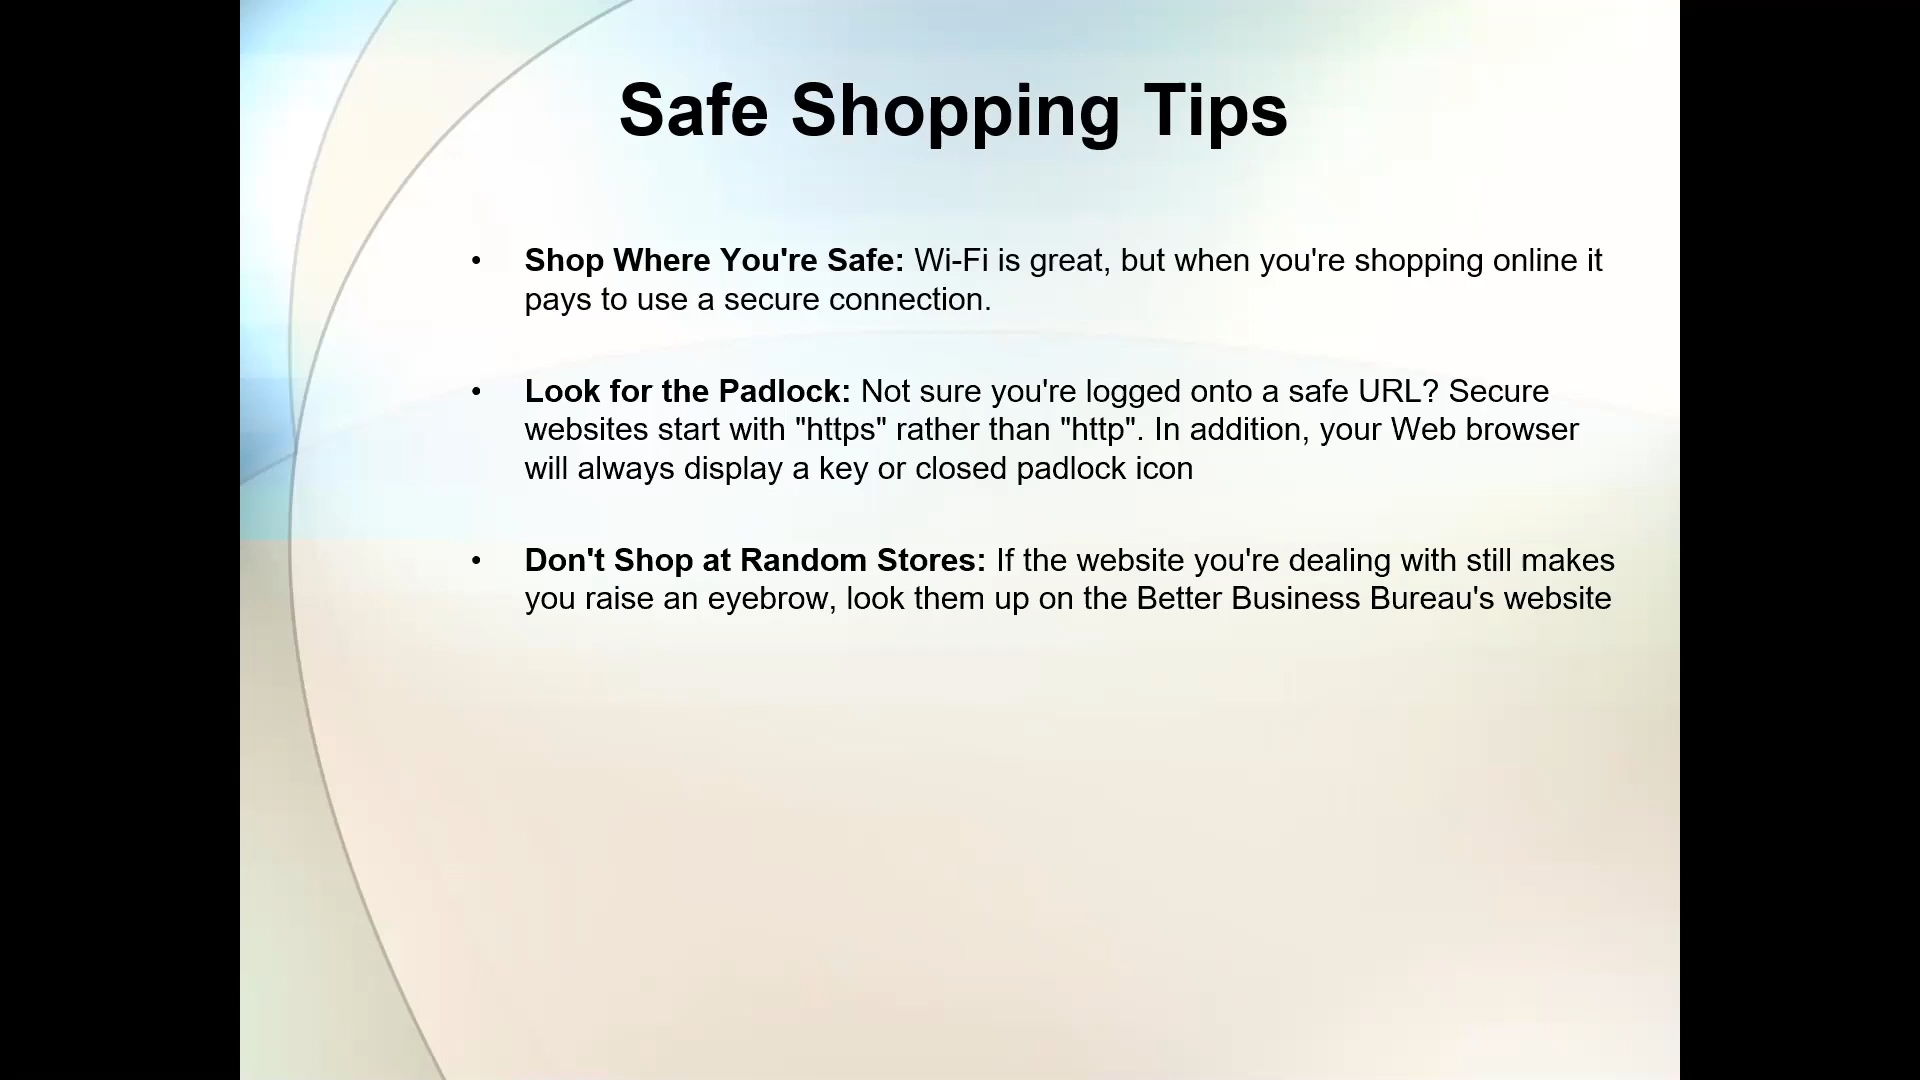 Safe Shopping Tips
• Shop Where You're Safe: Wi-Fi is great, but when you're shopping online it
pays to use a secure connection.
• Look for the Padlock: Not sure you're logged onto a safe URL? Secure
websites start with "https" rather than "http". In addition, your Web browser
will always display a key or closed padlock icon
• Don't Shop at Random Stores: If the website you're dealing with still makes
you raise an eyebrow, look them up on the Better Business Bureau's website